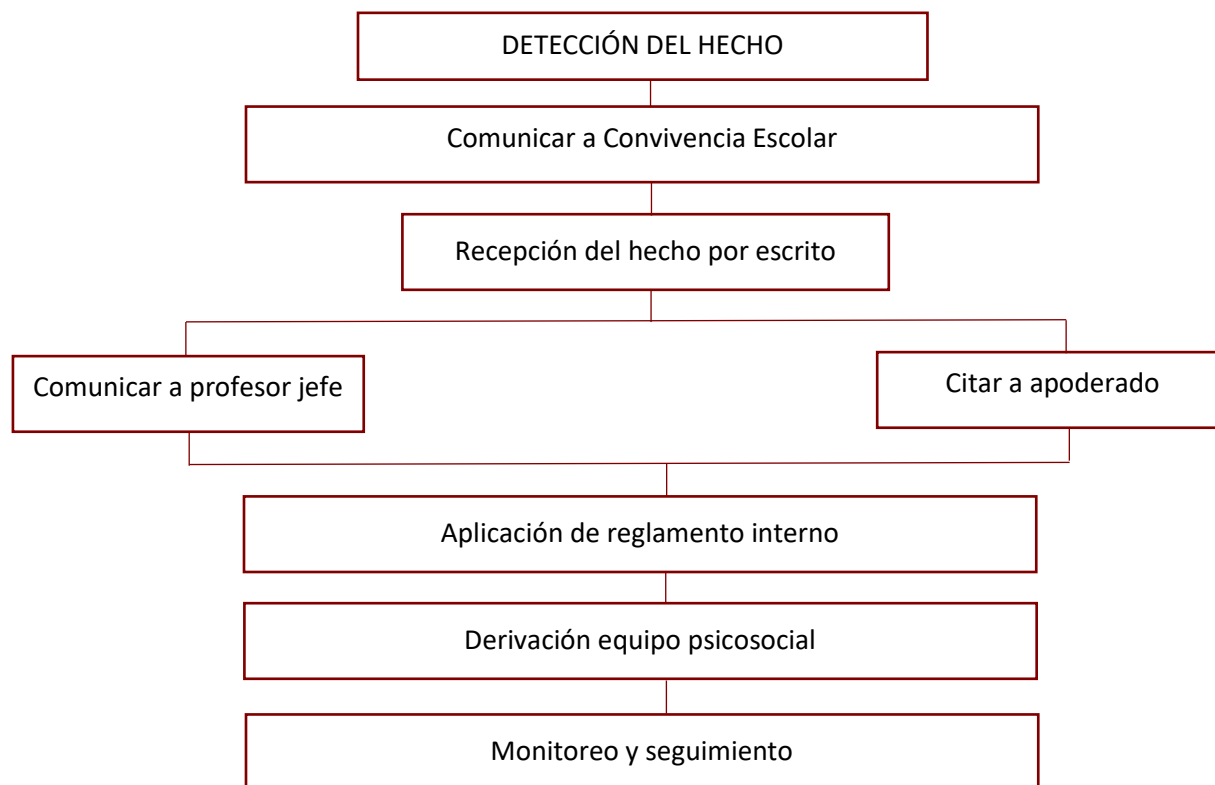 DETECCIÓN DEL HECHO
Comunicar a Convivencia Escolar
Recepción del hecho por escrito
Comunicar a profesor jefe
Citar a apoderado
Aplicación de reglamento interno
Derivación equipo psicosocial
Monitoreo y seguimiento